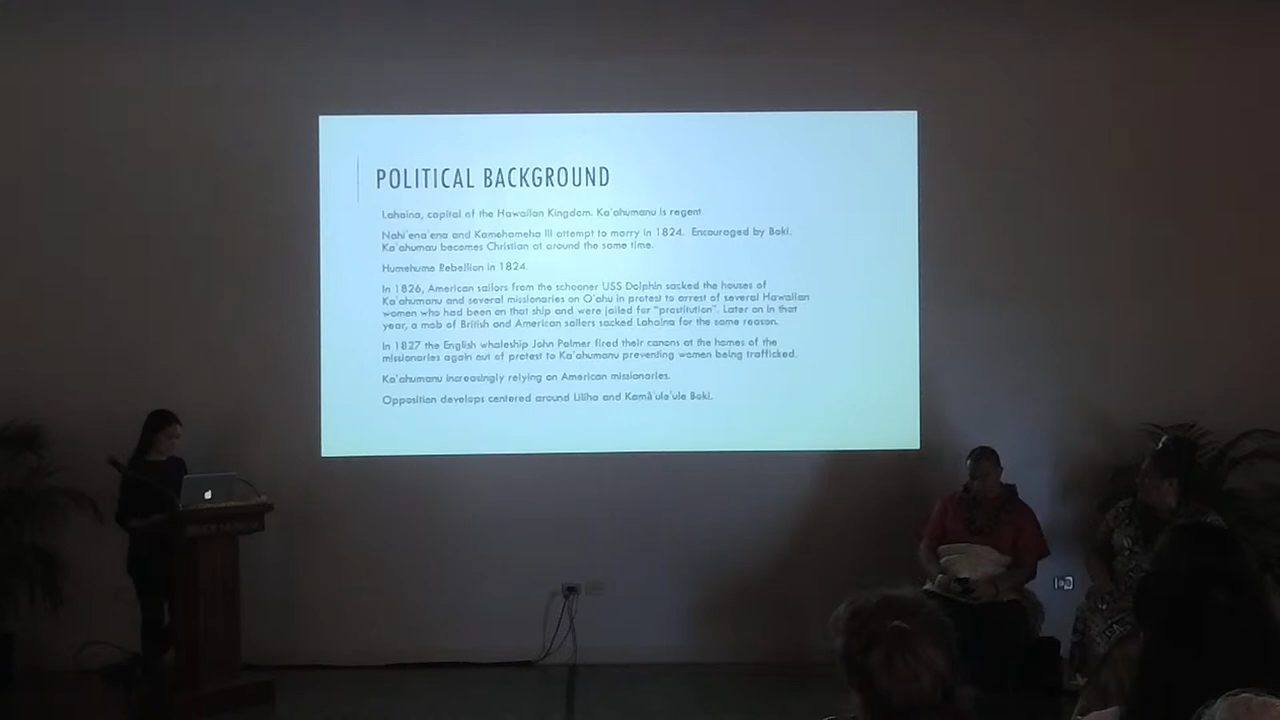 POLITICAL BACKGROUND
Lahaina, capital of the Hawaiian Kingdom. Ka'ahumanu is regent.
Nahi'ena'ena and Kamehameha III attempt to marry in 1824. Encouraged by Boki.
Ka'ahumau becomes Christian at around the same time.
Humehume Rebellion in 1824.
In 1826, American sailors from the schooner USS Dolphin sacked the houses of
Ka'ahumanu and several missionaries on O'ahu in protest to arrest of several Hawaiian
women who had been on that ship and were jailed for "prostitution". Later on in that
year, a mob of British and American sailors sacked Lahaina for the same reason.
In 1827 the English whaleship John Palmer fired their canons at the homes of the
missionaries again out of protest to Ka'ahumanu preventing women being trafficked.
Ka'ahumanu increasingly relying on American missionaries.
Opposition develops centered around Liliha and Kamā'ule'ule Boki.